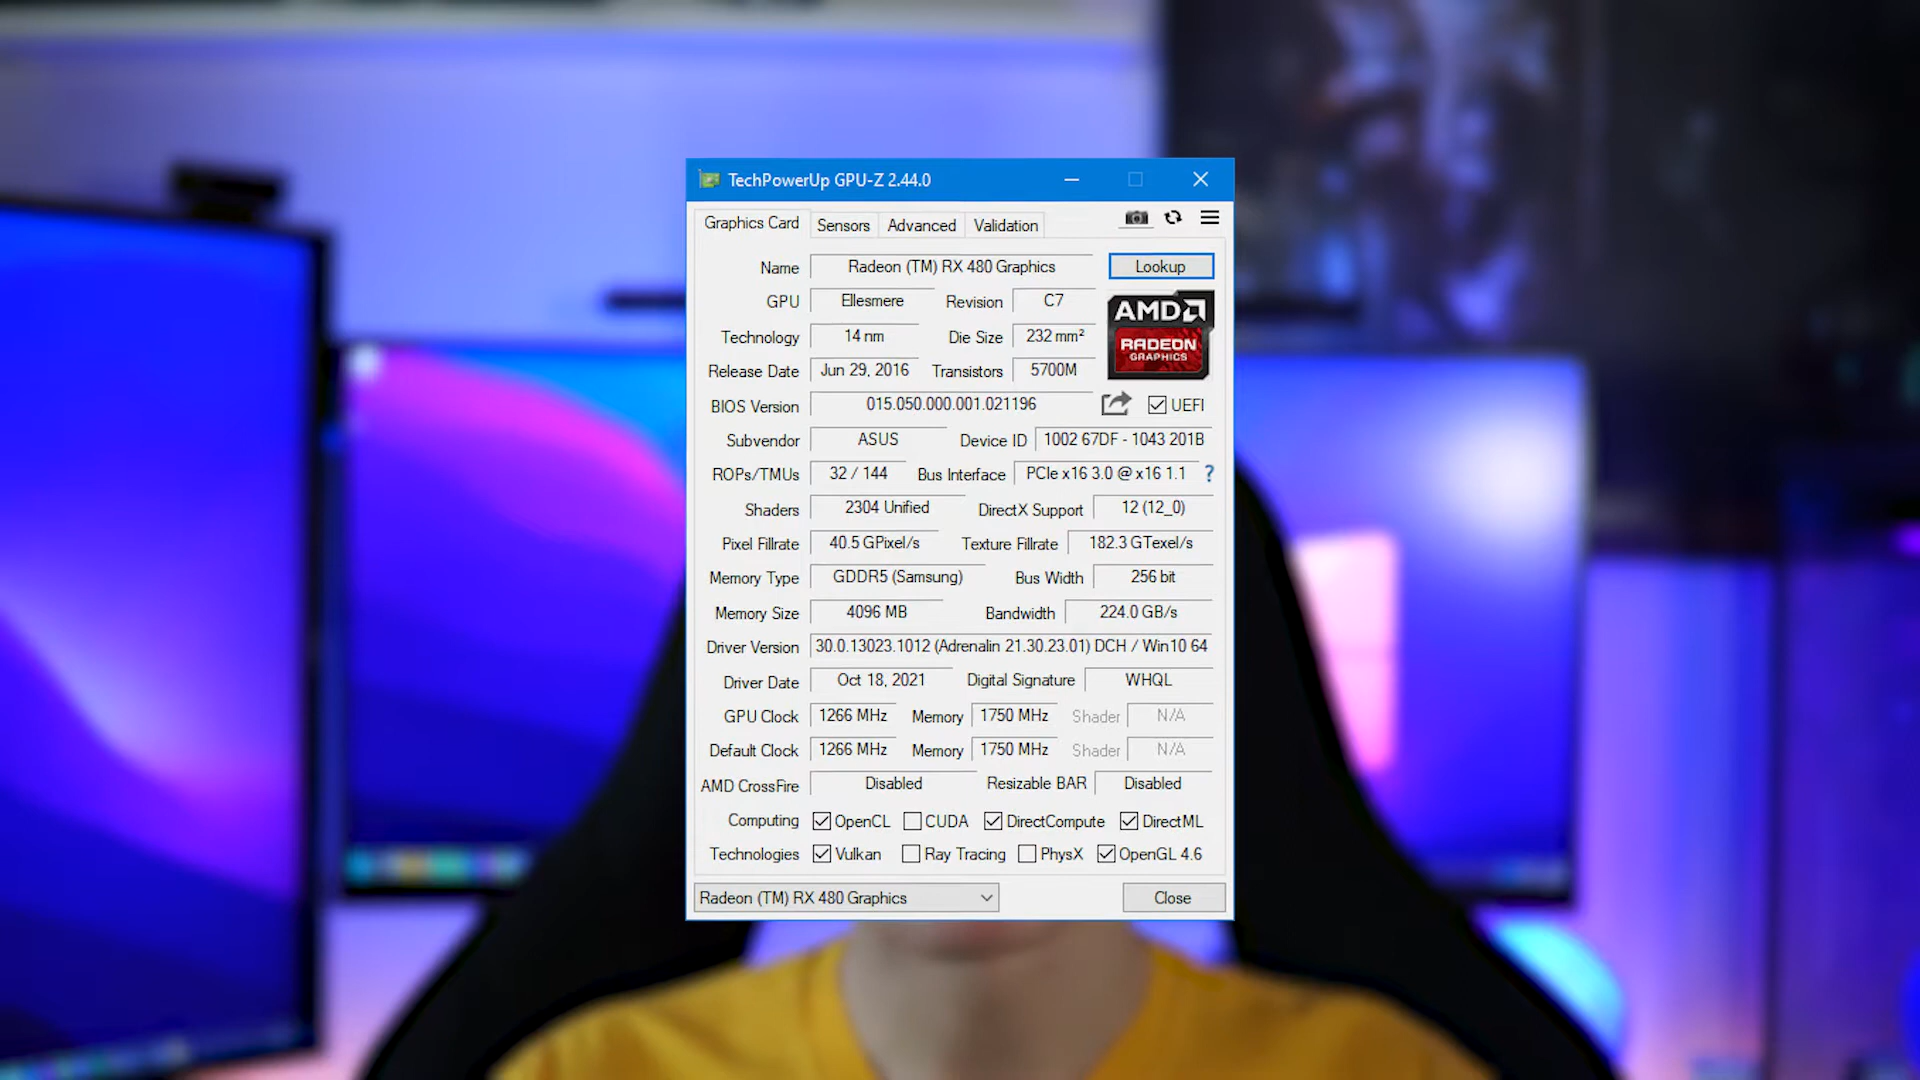 TechPowerUp GPU-Z 2.44.0
Graphics Card Sensors Advanced Validation
Name Radeon (TM) RX 480 Graphics Lookup
GPU Ellesmere Revision C7
AMD
RADEON
GRAPHICS
Technology 14 nm Die Size 232 mm²
Release Date Jun 29, 2016 Transistors 5700M
BIOS Version 015.050.000.001.021196 UEFI
Subvendor ASUS Device ID 1002 67DF - 1043 201B
ROPs/TMUs 32 / 144 Bus Interface PCIe x16 3.0 @ x16 1.1 ?
Shaders 2304 Unified DirectX Support 12 (12_0)
Pixel Fillrate 40.5 GPixel/s Texture Fillrate 182.3 GTexel/s
Memory Type GDDR5 (Samsung) Bus Width 256 bit
Memory Size 4096 MB Bandwidth 224.0 GB/s
Driver Version 30.0.13023.1012 (Adrenalin 21.30.23.01) DCH / Win10 64
Driver Date Oct 18, 2021 Digital Signature WHQL
GPU Clock 1266 MHz Memory 1750 MHz Shader N/A
Default Clock 1266 MHz Memory 1750 MHz Shader N/A
AMD CrossFire Disabled Resizable BAR Disabled
Computing OpenCL CUDA DirectCompute DirectML
Technologies Vulkan Ray Tracing PhysX OpenGL 4.6
Radeon (TM) RX 480 Graphics Close